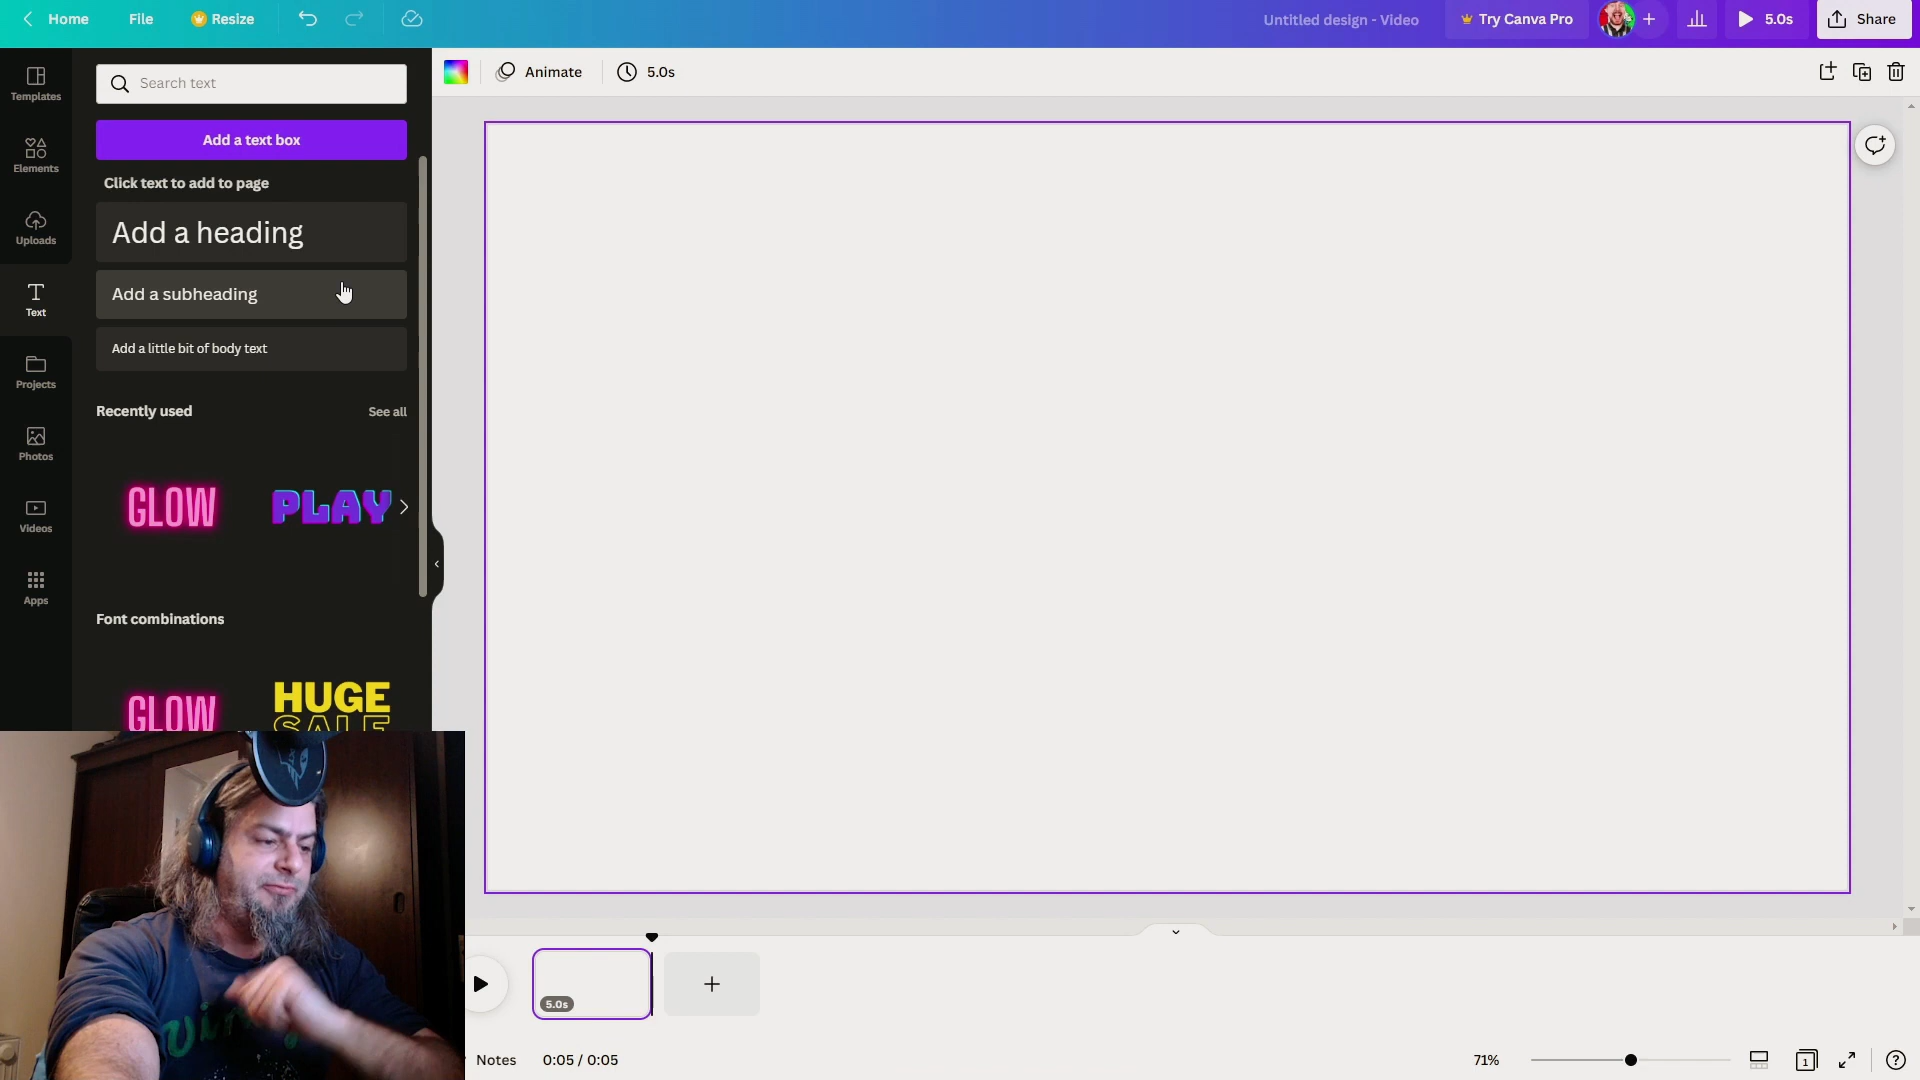 Home File Resize Untitled design - Video Try Canva Pro 5.0s Share
Search text Animate 5.0s
Add a text box
Click text to add to page
Add a heading
Add a subheading
Add a little bit of body text
Recently used See all
GLOW PLAY
Font combinations
GLOW HUGE
SALE
Templates
Elements
Uploads
Text
Projects
Photos
Videos
Apps
5.0s
Notes 0:05 / 0:05 71% 1